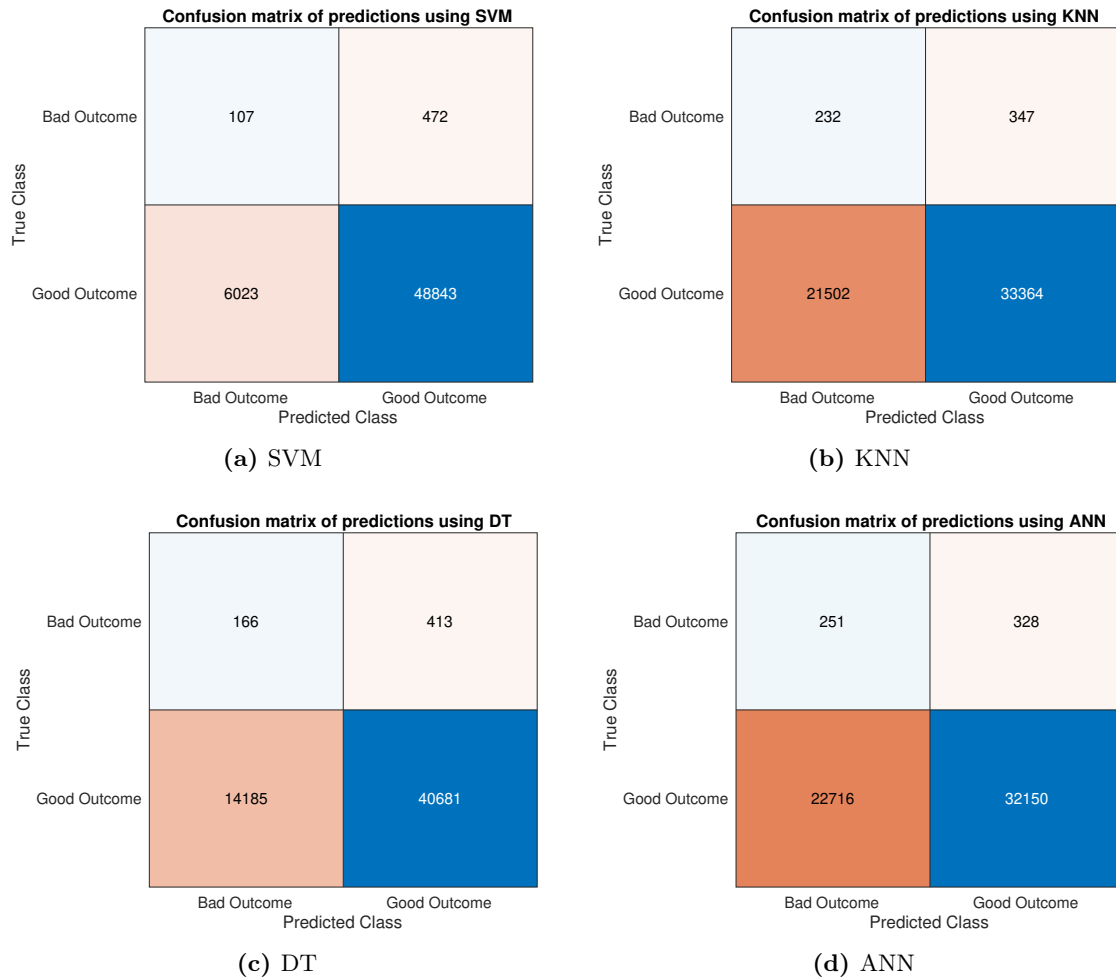 Confusion matrix of predictions using SVM
True Class
Bad Outcome
107
472
Good Outcome
6023
48843
Bad Outcome
Good Outcome
Predicted Class
(a) SVM
Confusion matrix of predictions using KNN
True Class
Bad Outcome
232
347
Good Outcome
21502
33364
Bad Outcome
Good Outcome
Predicted Class
(b) KNN
Confusion matrix of predictions using DT
True Class
Bad Outcome
166
413
Good Outcome
14185
40681
Bad Outcome
Good Outcome
Predicted Class
(c) DT
Confusion matrix of predictions using ANN
True Class
Bad Outcome
251
328
Good Outcome
22716
32150
Bad Outcome
Good Outcome
Predicted Class
(d) ANN